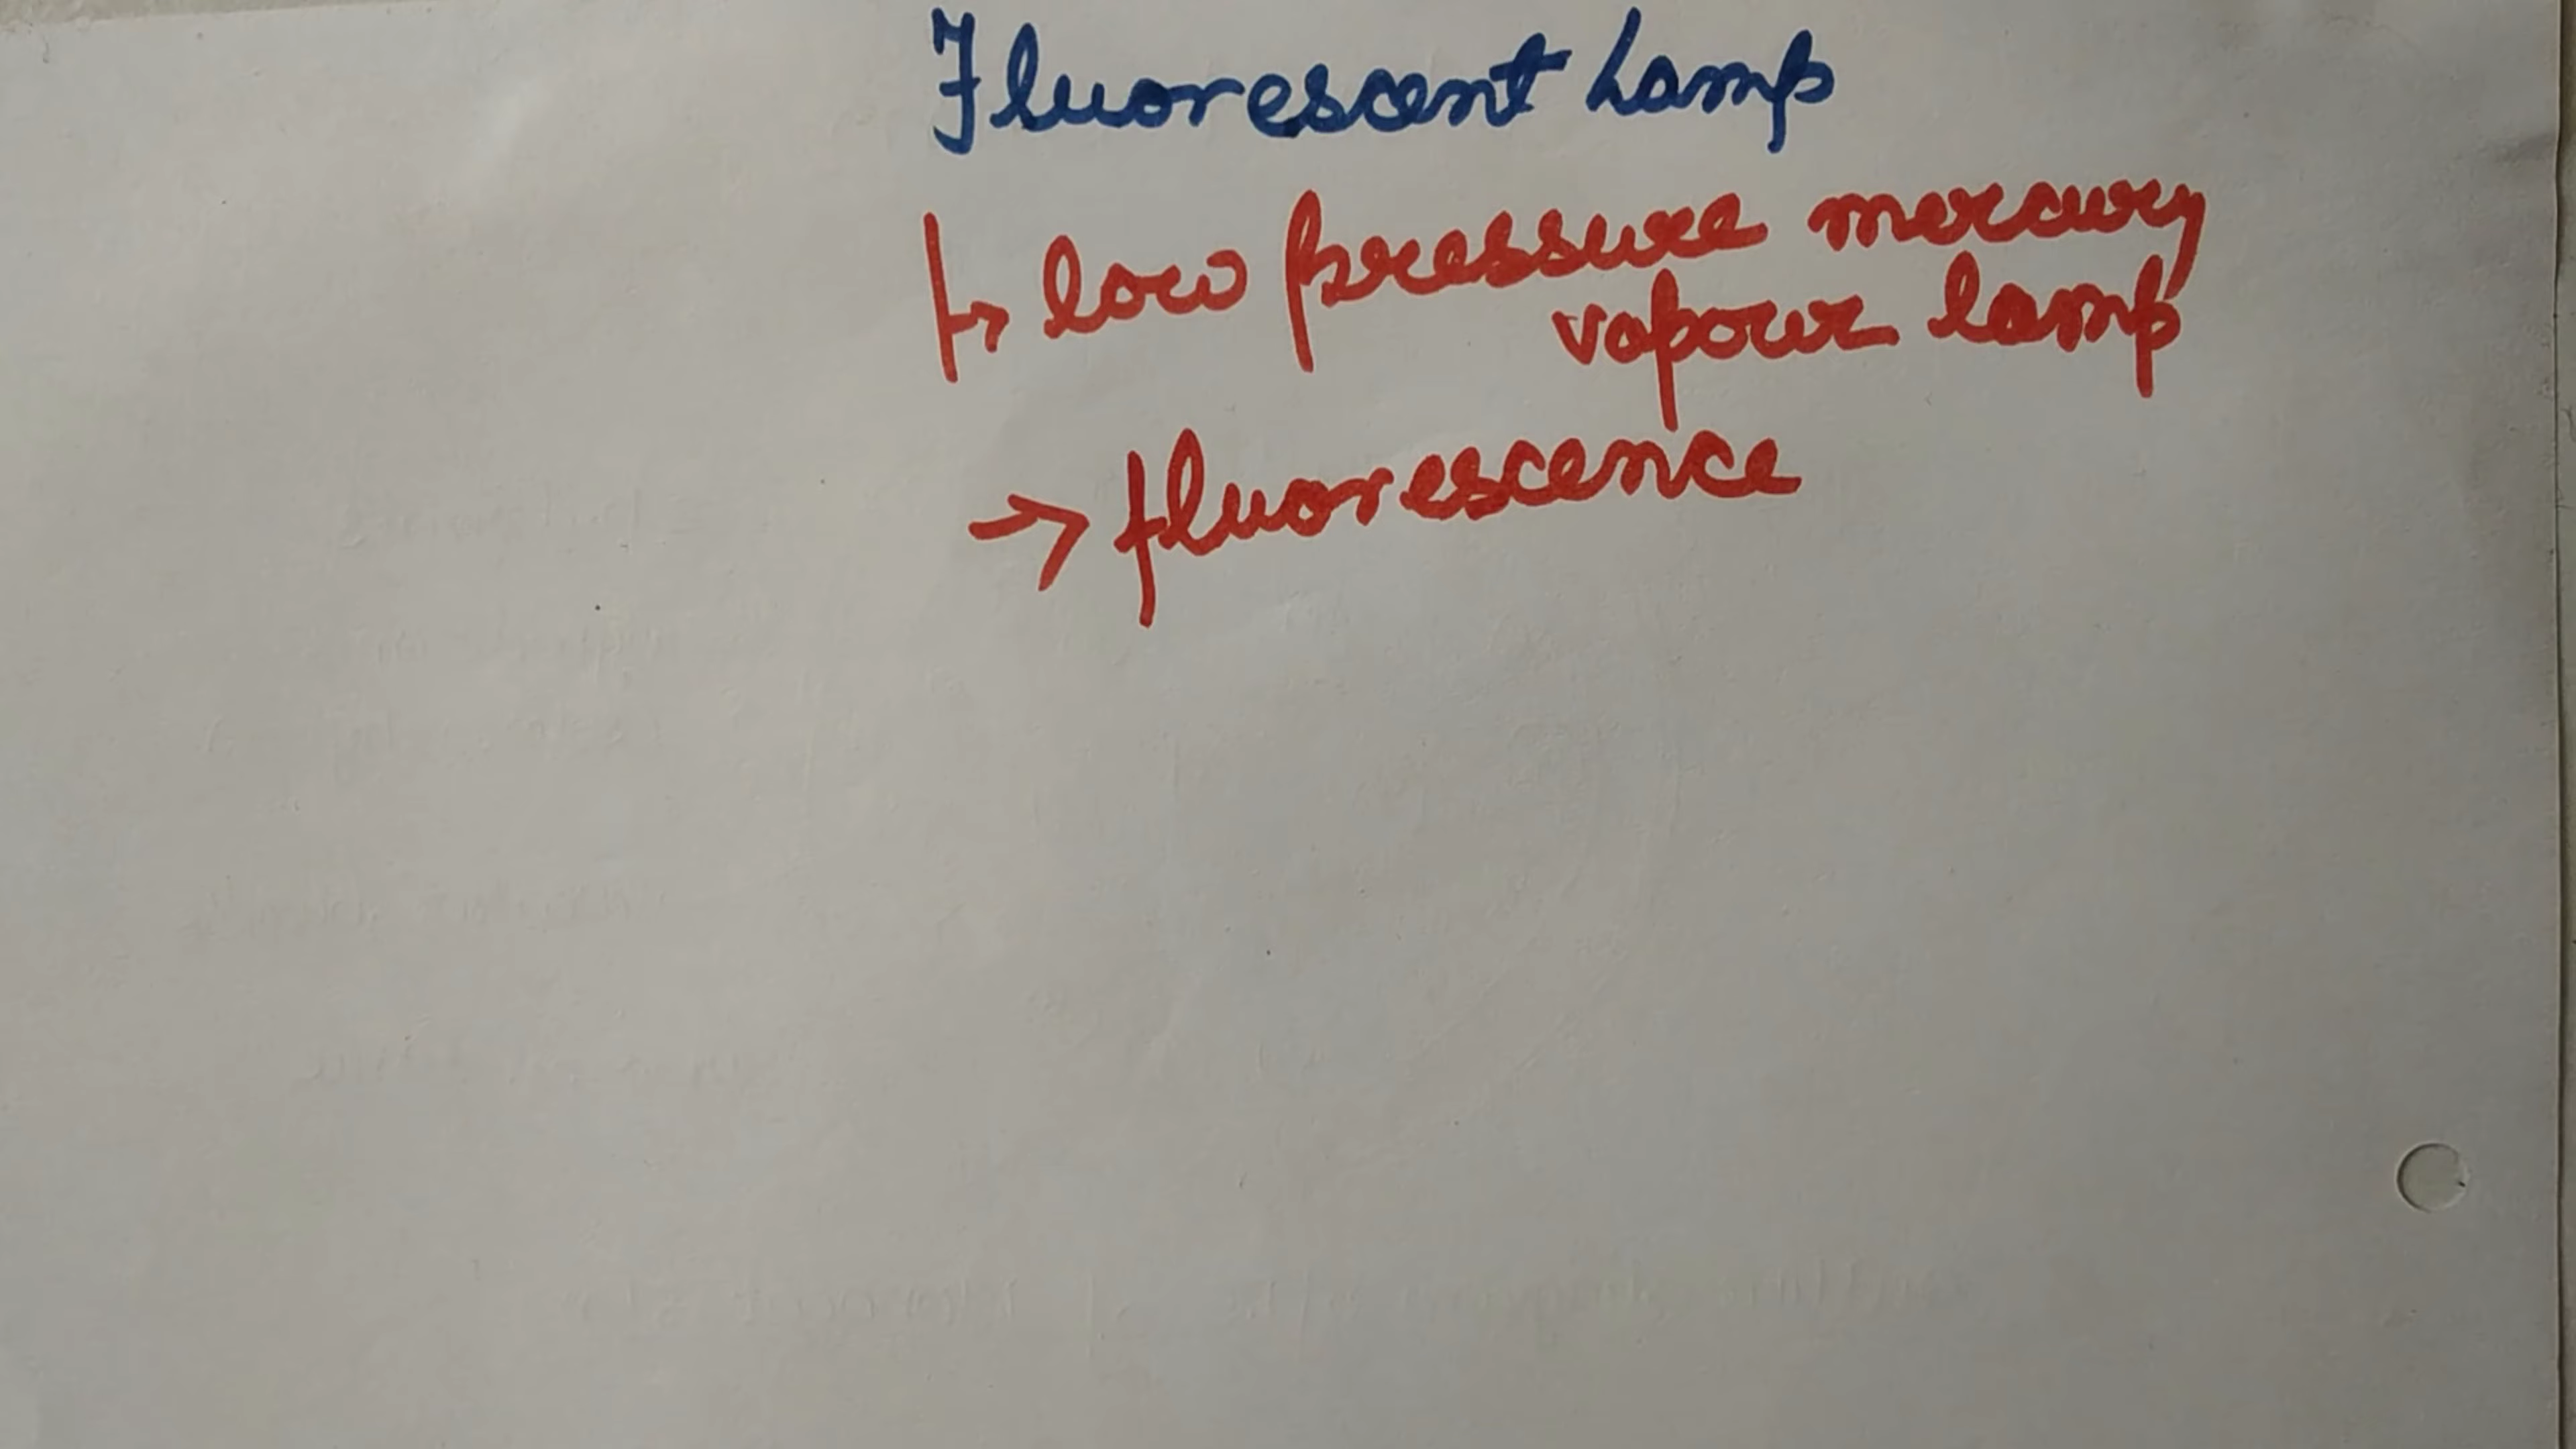 Fluorescent Lamp
↳ low pressure mercury
vapour lamp
→ fluorescence